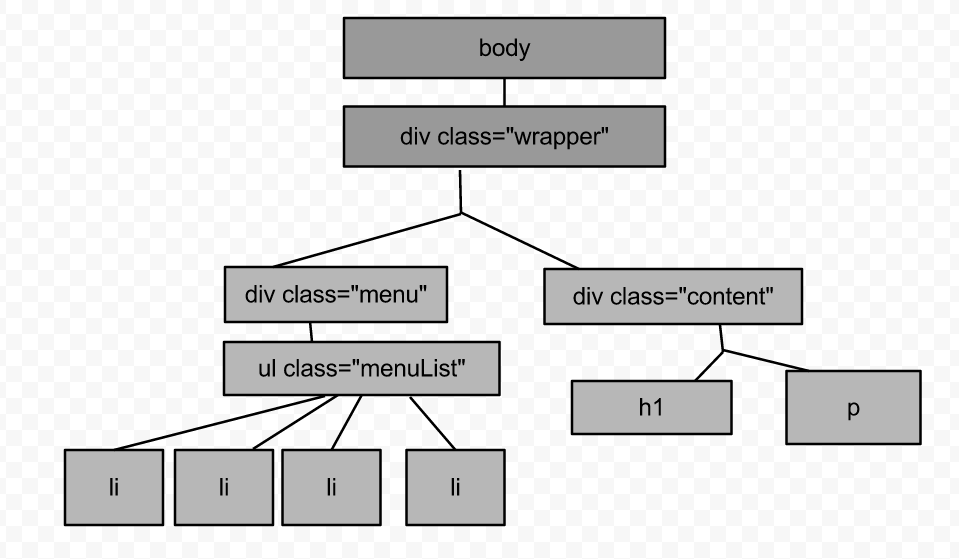 body
div class="wrapper"
div class="menu"
div class="content"
ul class="menuList"
h1
p
li
li
li
li